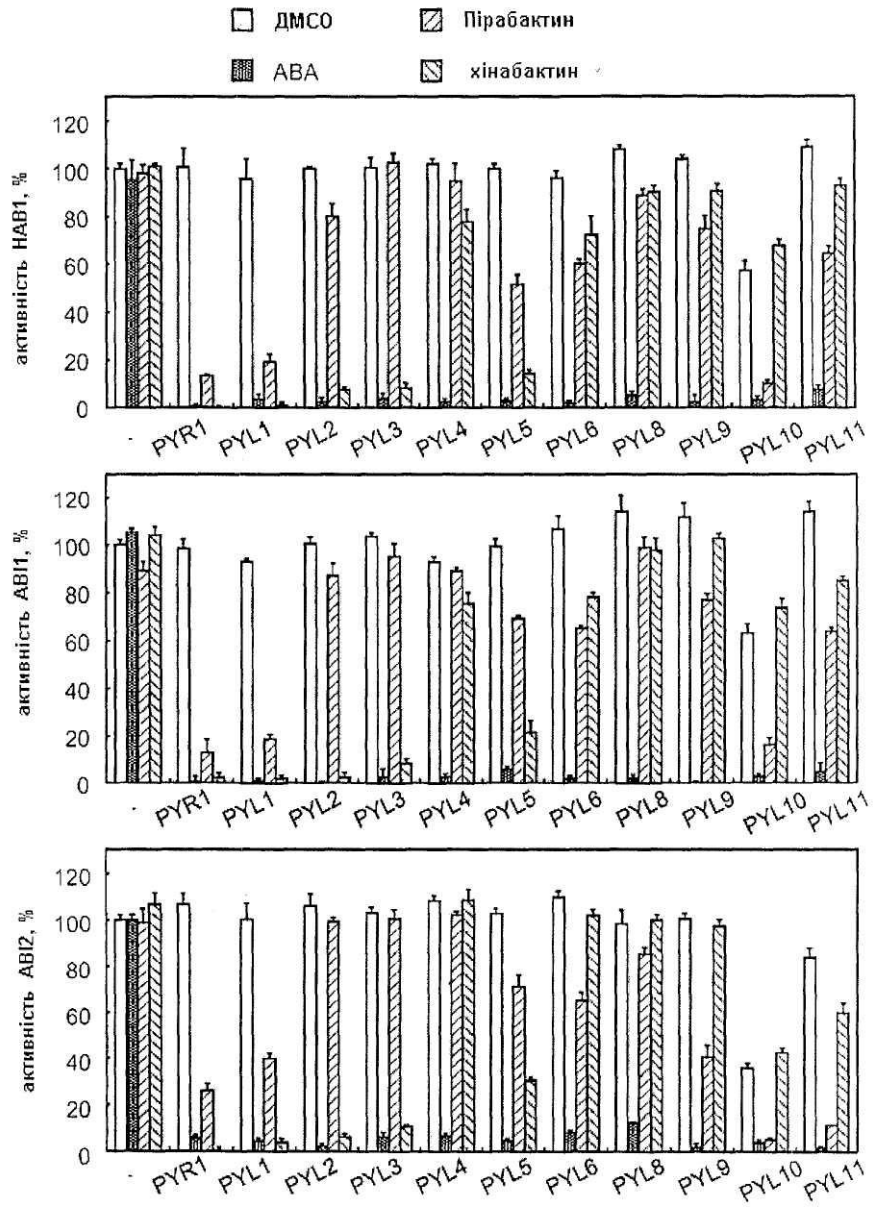 ДМСО Пірабактин
АВА хінабактин
активність HAB1, %
120
100
80
60
40
20
0
- PYR1 PYL1 PYL2 PYL3 PYL4 PYL5 PYL6 PYL8 PYL9 PYL10 PYL11
активність ABI1, %
120
100
80
60
40
20
0
- PYR1 PYL1 PYL2 PYL3 PYL4 PYL5 PYL6 PYL8 PYL9 PYL10 PYL11
активність ABI2, %
120
100
80
60
40
20
0
- PYR1 PYL1 PYL2 PYL3 PYL4 PYL5 PYL6 PYL8 PYL9 PYL10 PYL11